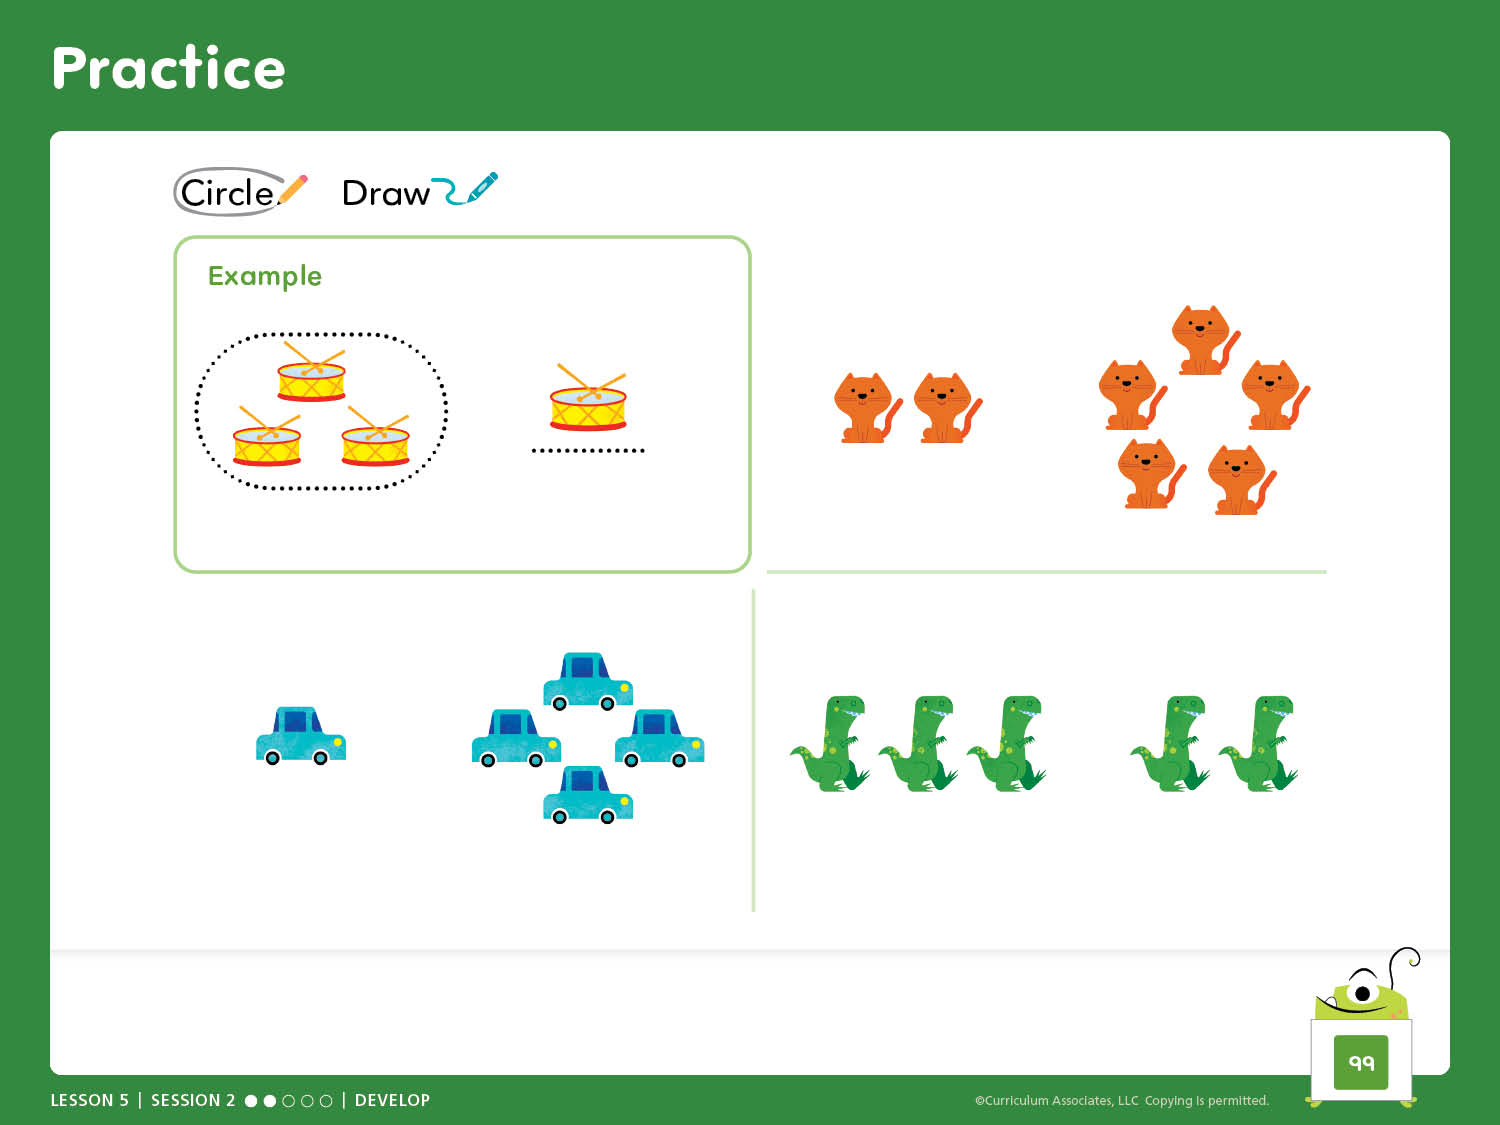 Practice
Circle Draw
Example
99
LESSON 5 | SESSION 2 | DEVELOP
©Curriculum Associates, LLC Copying is permitted.